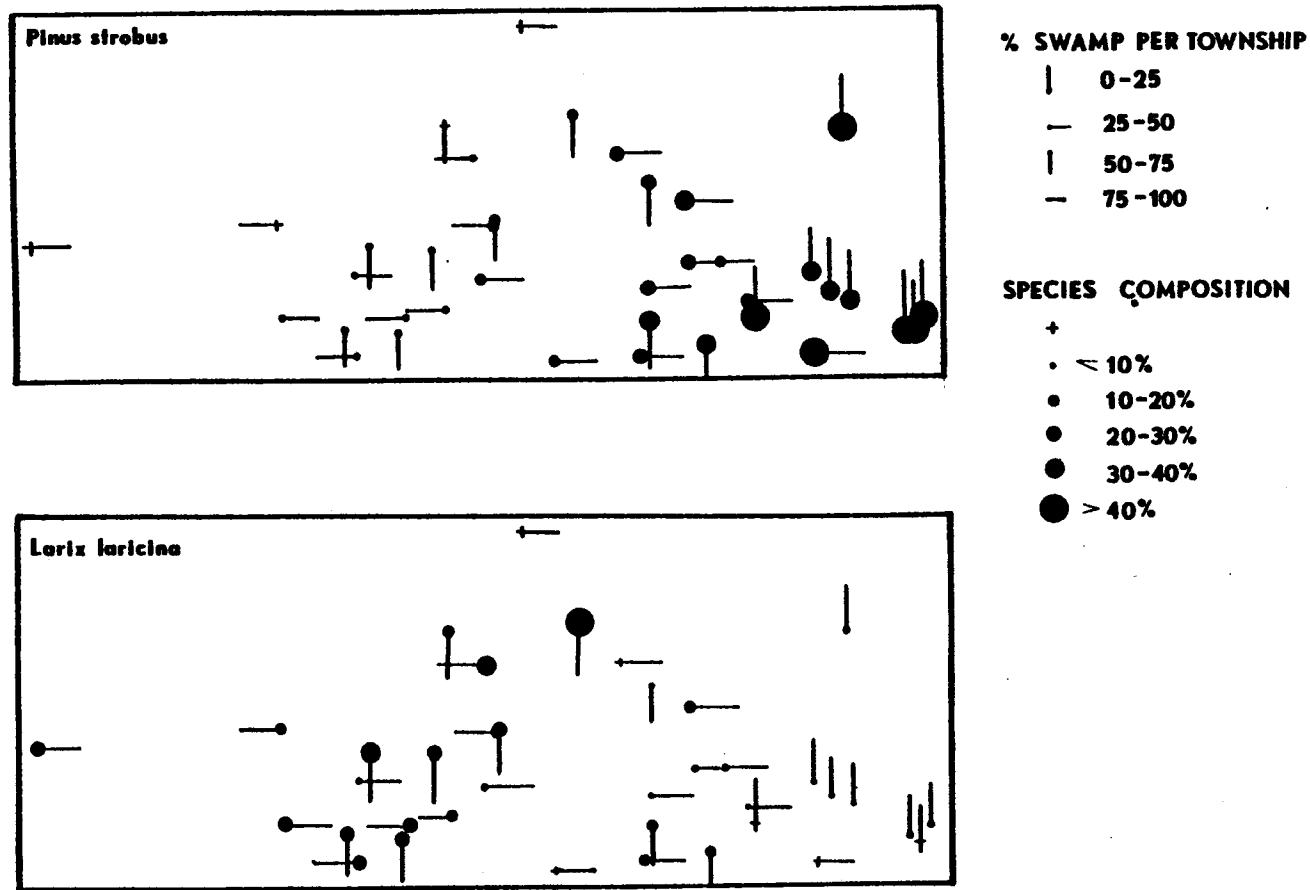 Pinus strobus
% SWAMP PER TOWNSHIP
0-25
25-50
50-75
75-100
SPECIES COMPOSITION
+
< 10%
10-20%
20-30%
30-40%
> 40%
Larix laricina